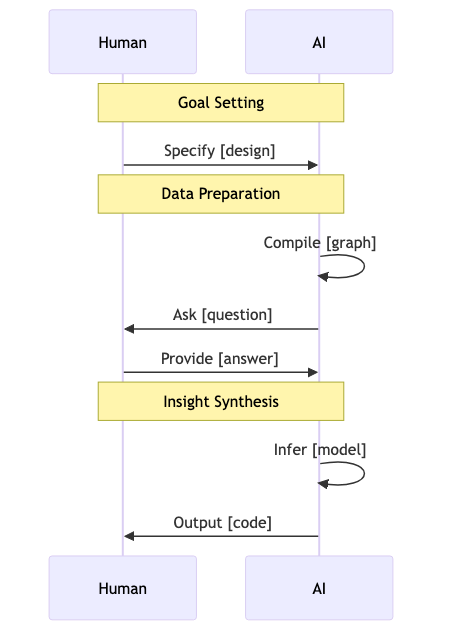 Human
AI
Goal Setting
Specify [design]
Data Preparation
Compile [graph]
Ask [question]
Provide [answer]
Insight Synthesis
Infer [model]
Output [code]
Human
AI